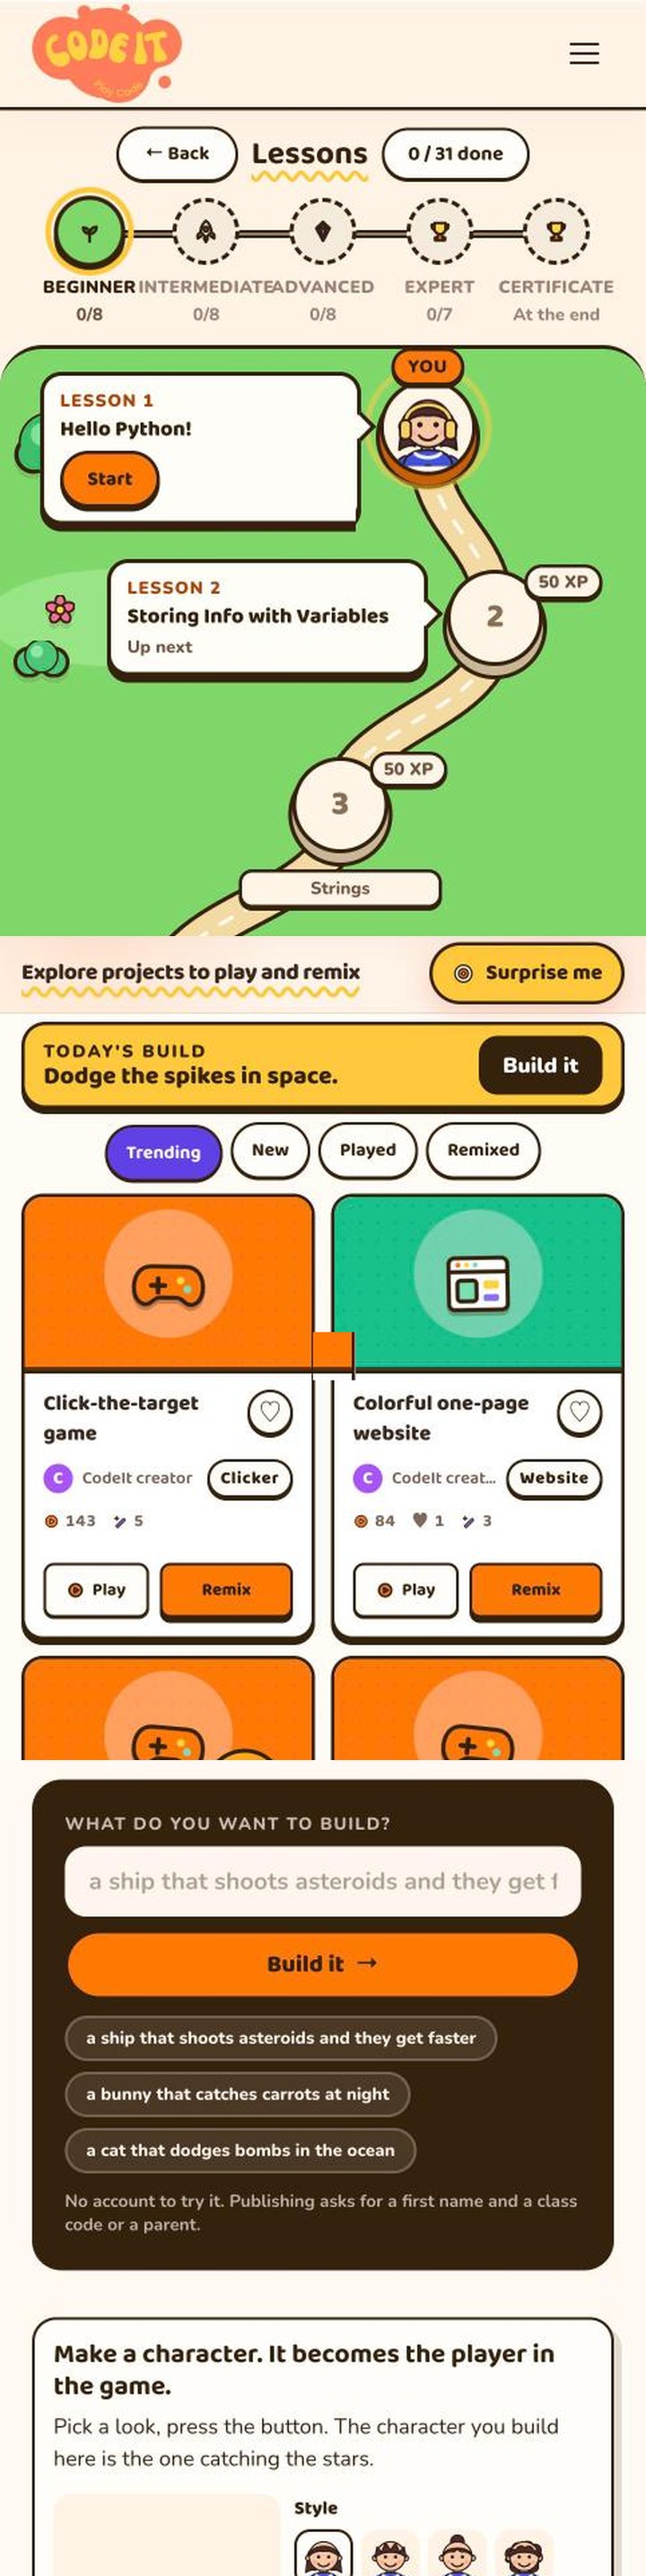 CODEIT
Play Code
← Back
Lessons
0 / 31 done
BEGINNER
INTERMEDIATE
ADVANCED
EXPERT
CERTIFICATE
0/8
0/8
0/8
0/7
At the end
YOU
LESSON 1
Hello Python!
Start
50 XP
LESSON 2
Storing Info with Variables
Up next
2
50 XP
3
Strings
Explore projects to play and remix
Surprise me
TODAY'S BUILD
Dodge the spikes in space.
Build it
Trending
New
Played
Remixed
Click-the-target
game
C CodeIt creator
Clicker
143 5
Play
Remix
Colorful one-page
website
C CodeIt creat...
Website
84 1 3
Play
Remix
WHAT DO YOU WANT TO BUILD?
a ship that shoots asteroids and they get f
Build it →
a ship that shoots asteroids and they get faster
a bunny that catches carrots at night
a cat that dodges bombs in the ocean
No account to try it. Publishing asks for a first name and a class
code or a parent.
Make a character. It becomes the player in
the game.
Pick a look, press the button. The character you build
here is the one catching the stars.
Style